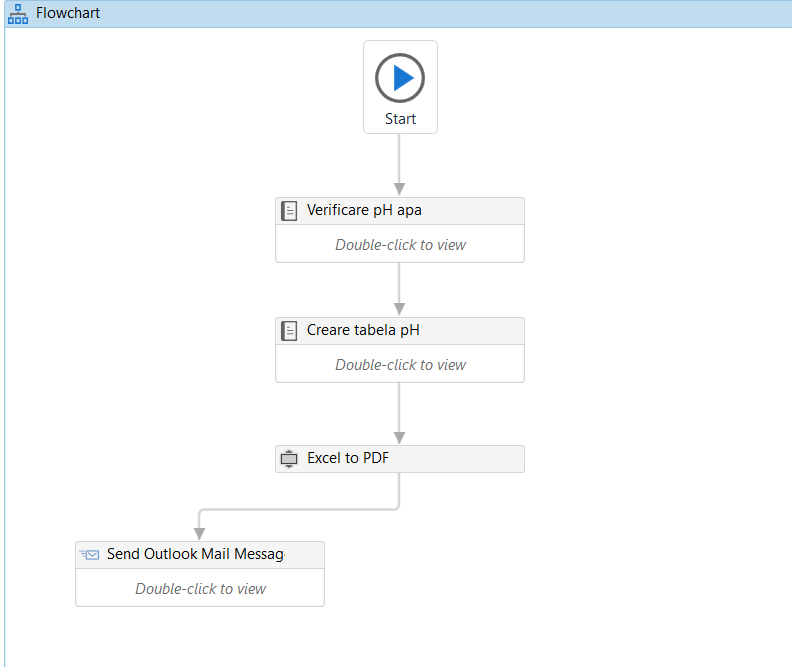 Flowchart
Start
Verificare pH apa
Double-click to view
Creare tabela pH
Double-click to view
Excel to PDF
Send Outlook Mail Messag
Double-click to view